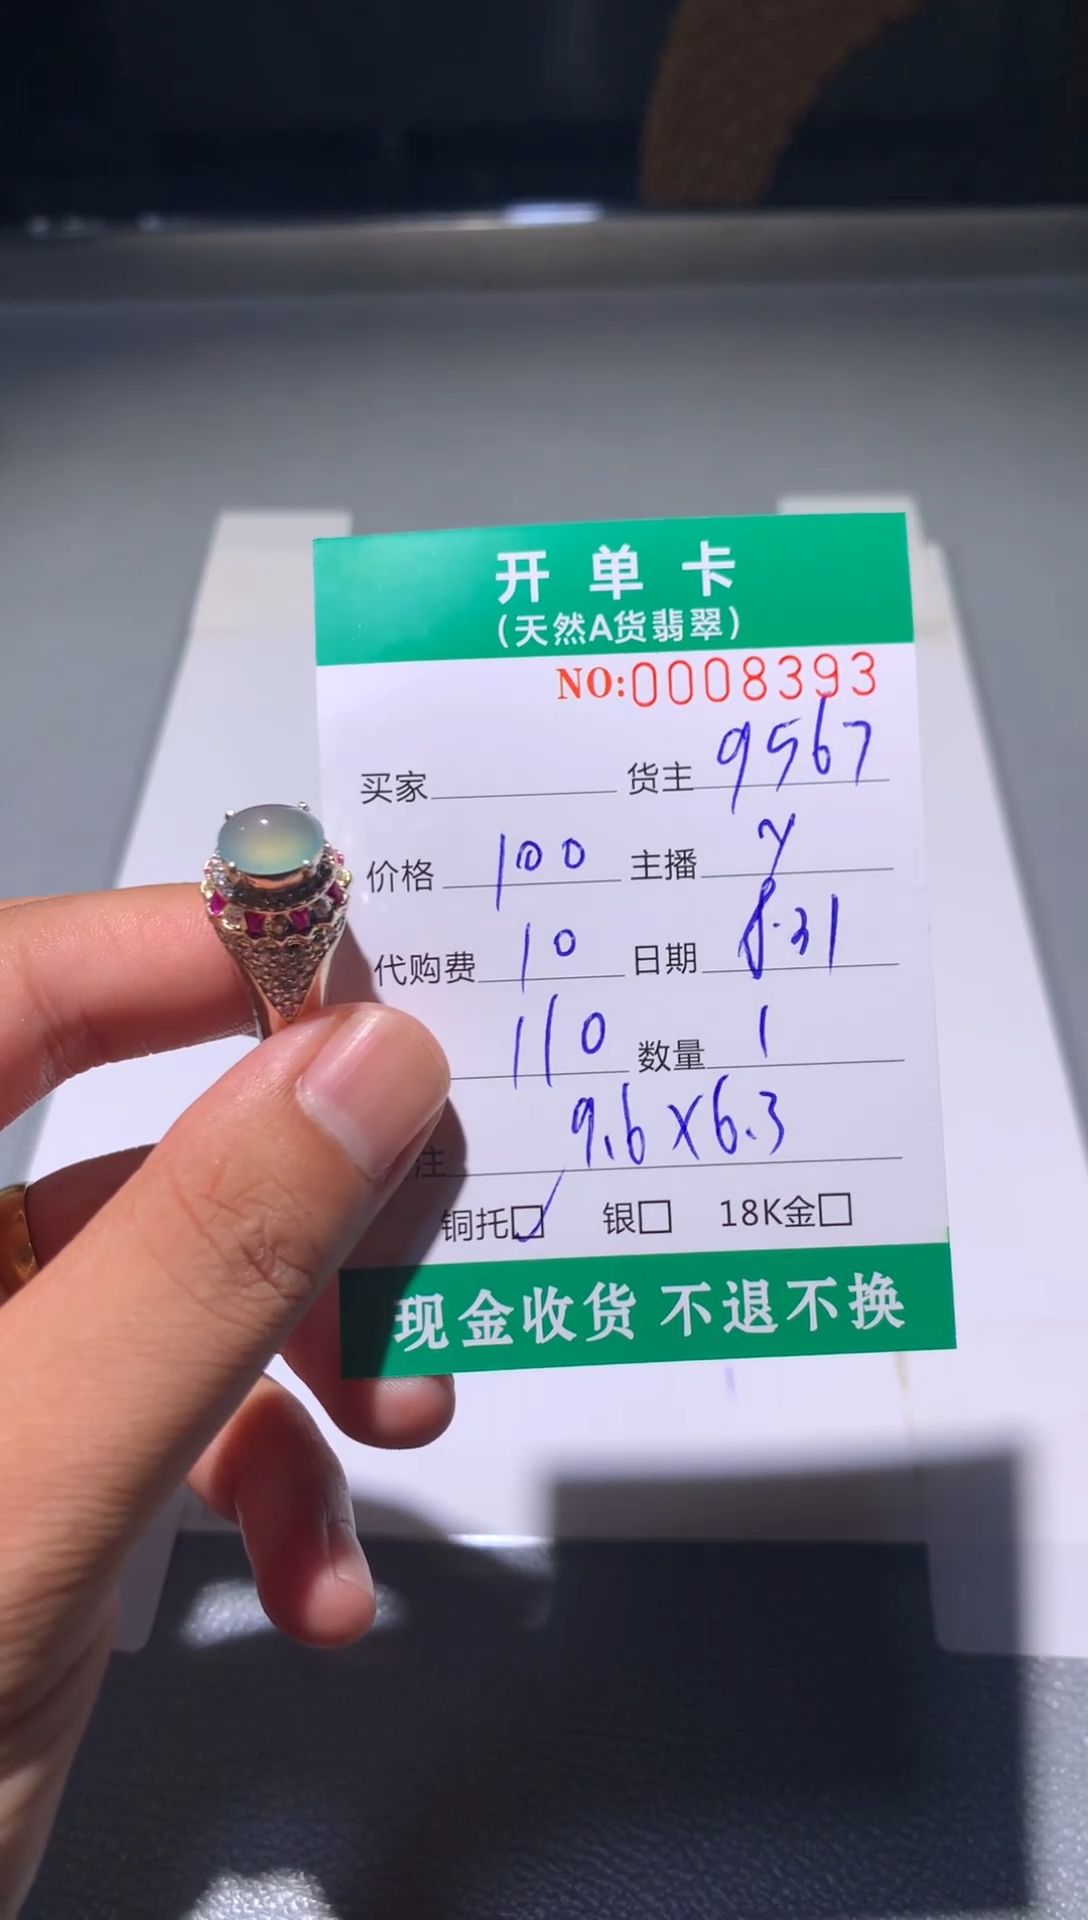 开单卡
(天然A货翡翠)
NO:0008393
买家 货主 9567
价格 100 主播 y
代购费 10 日期 8.31
110 数量 1
注 9.6×6.3
铜托☑ 银□ 18K金□
现金收货 不退不换